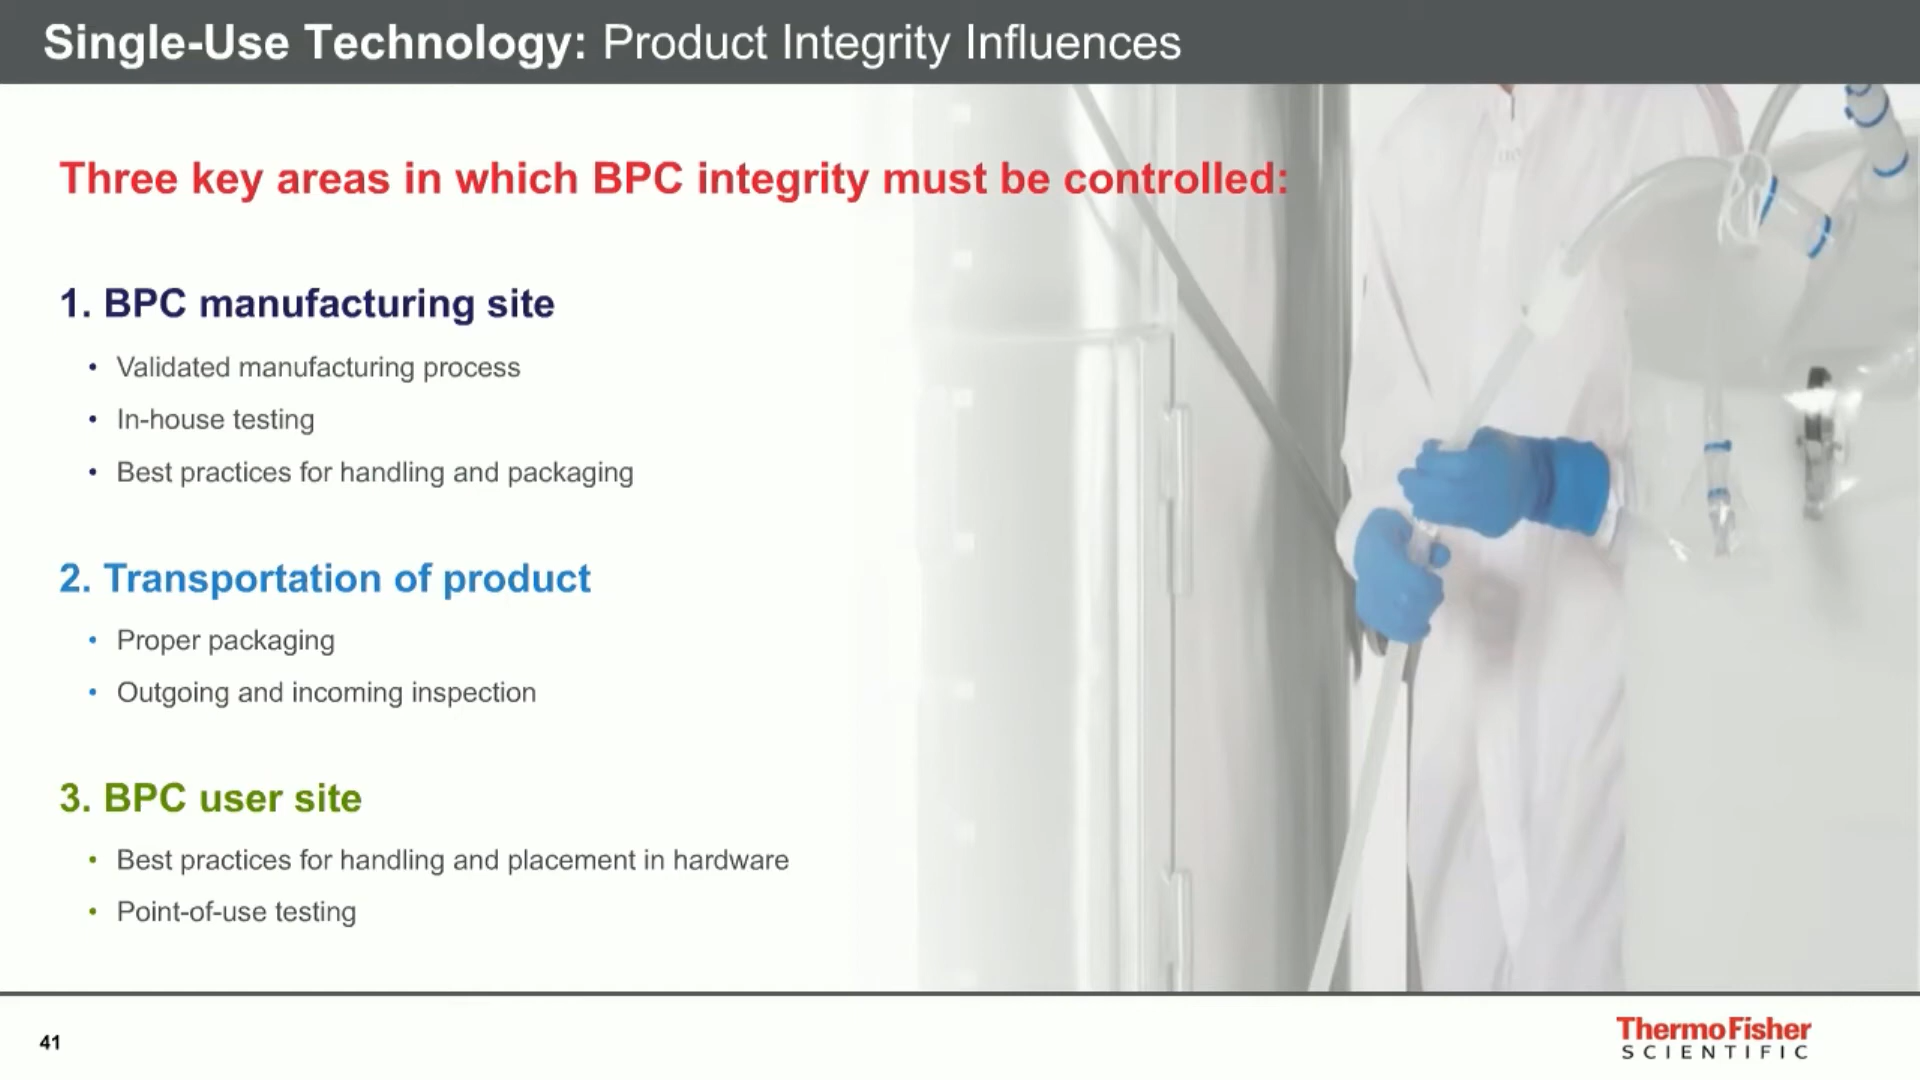 Single-Use Technology: Product Integrity Influences
Three key areas in which BPC integrity must be controlled:
1. BPC manufacturing site
• Validated manufacturing process
• In-house testing
• Best practices for handling and packaging
2. Transportation of product
• Proper packaging
• Outgoing and incoming inspection
3. BPC user site
• Best practices for handling and placement in hardware
• Point-of-use testing
41
ThermoFisher
SCIENTIFIC